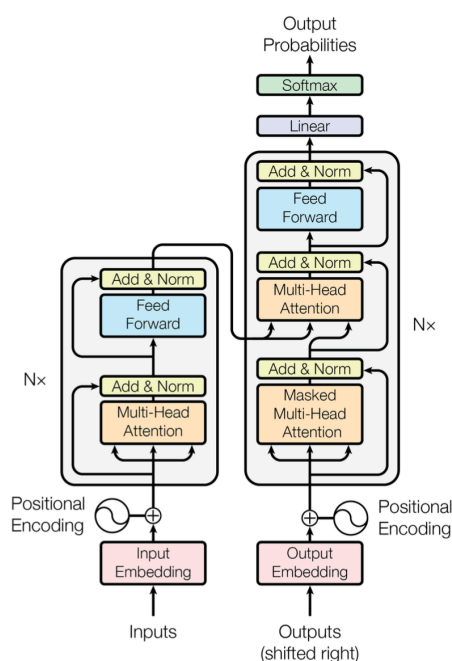 Output
Probabilities
Softmax
Linear
Add & Norm
Feed
Forward
Add & Norm
Multi-Head
Attention
Add & Norm
Masked
Multi-Head
Attention
N×
Positional
Encoding
Output
Embedding
Outputs
(shifted right)
Add & Norm
Feed
Forward
Add & Norm
Multi-Head
Attention
N×
Positional
Encoding
Input
Embedding
Inputs